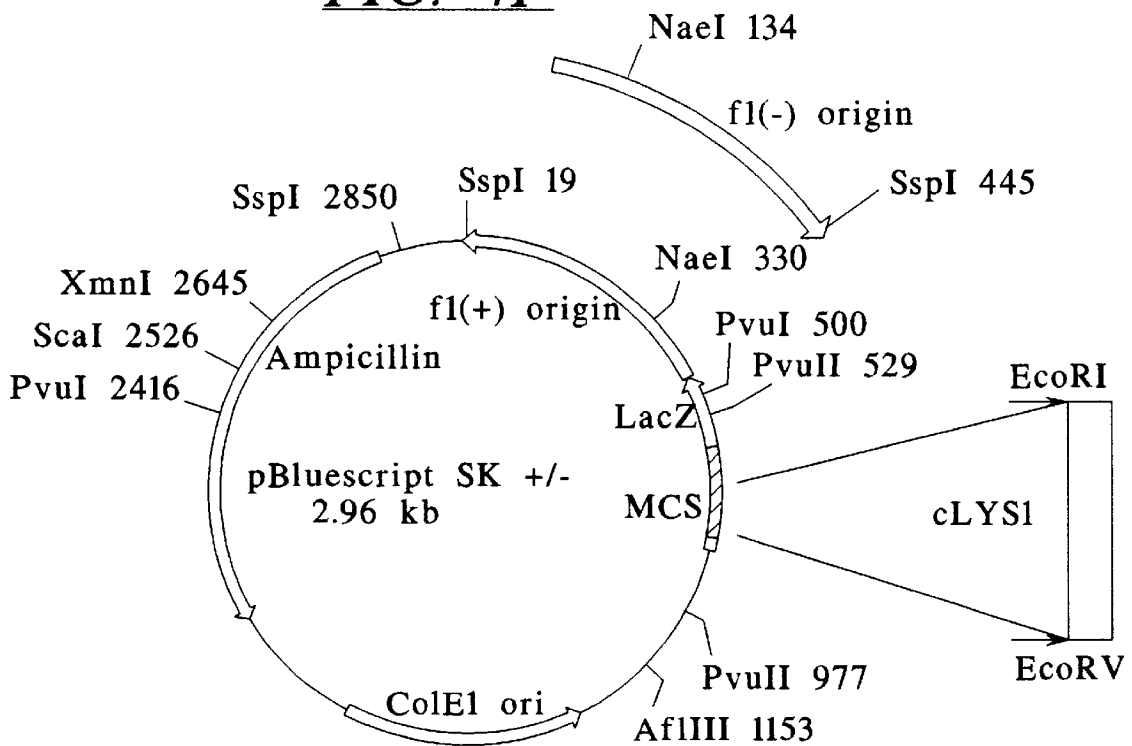 NaeI 134
f1(-) origin
SspI 445
SspI 19
SspI 2850
NaeI 330
XmnI 2645
f1(+) origin
PvuI 500
ScaI 2526
Ampicillin
PvuII 529
PvuI 2416
EcoRI
LacZ
pBluescript SK +/-
2.96 kb
MCS
cLYS1
EcoRV
PvuII 977
ColE1 ori
AflIII 1153